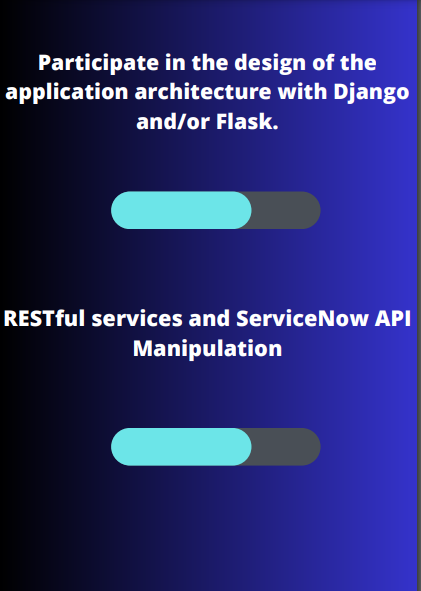 Participate in the design of the
application architecture with Django
and/or Flask.
RESTful services and ServiceNow API
Manipulation